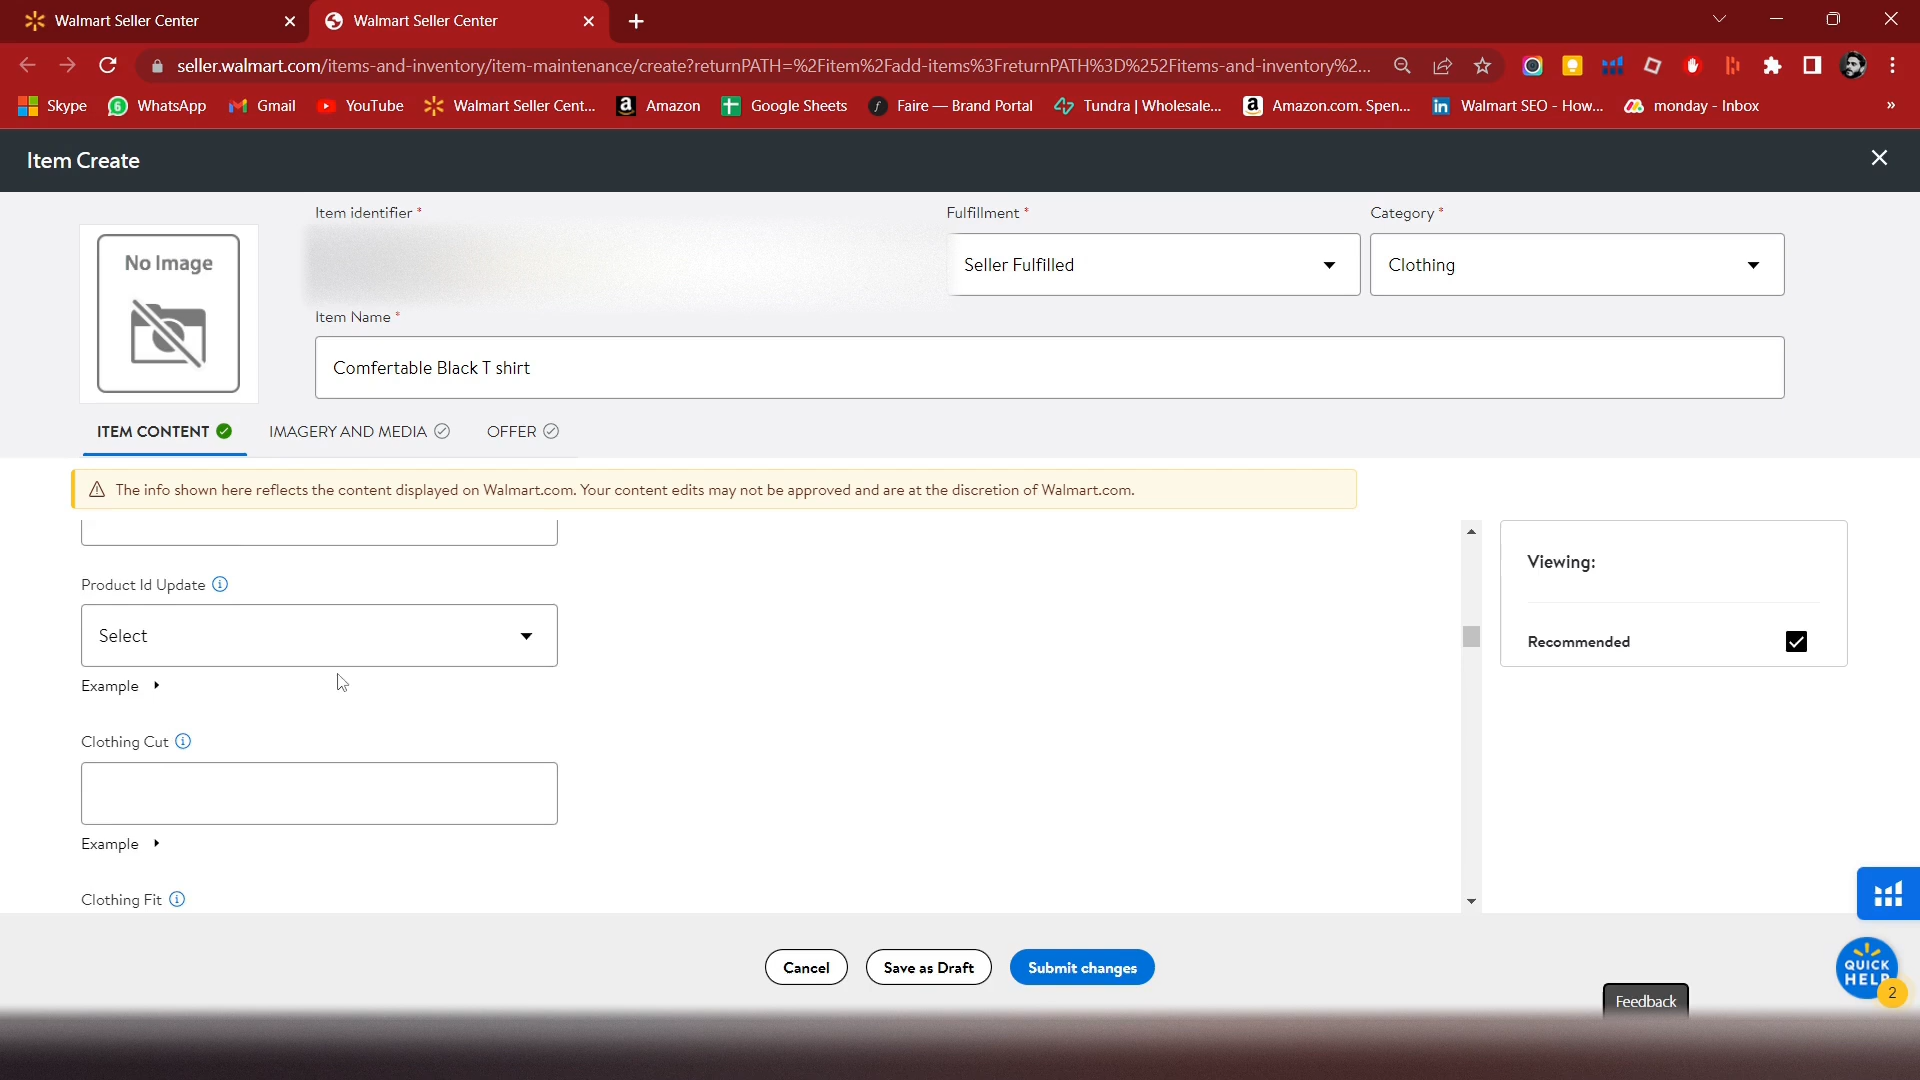 Walmart Seller Center
Walmart Seller Center
seller.walmart.com/items-and-inventory/item-maintenance/create?returnPATH=%2Fitem%2Fadd-items%3FreturnPATH%3D%252Fitems-and-inventory%2...
Skype
WhatsApp
Gmail
YouTube
Walmart Seller Cent...
Amazon
Google Sheets
Faire — Brand Portal
Tundra | Wholesale...
Amazon.com. Spen...
Walmart SEO - How...
monday - Inbox
»
Item Create
No Image
Item identifier *
Fulfillment *
Category *
Seller Fulfilled
Clothing
Item Name *
Comfertable Black T shirt
ITEM CONTENT
IMAGERY AND MEDIA
OFFER
The info shown here reflects the content displayed on Walmart.com. Your content edits may not be approved and are at the discretion of Walmart.com.
Product Id Update
Select
Example
Clothing Cut
Example
Clothing Fit
Viewing:
Recommended
Cancel
Save as Draft
Submit changes
QUICK
HELP
2
Feedback